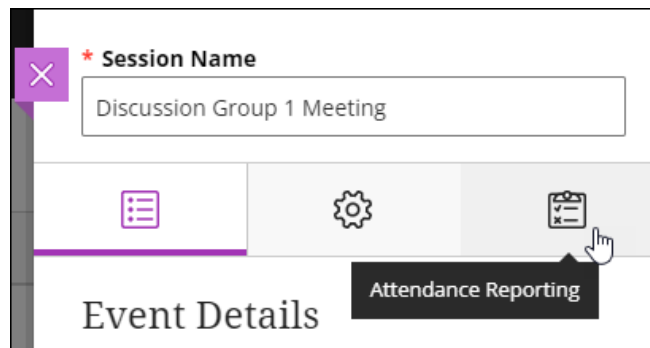 * Session Name
Discussion Group 1 Meeting
Attendance Reporting
Event Details